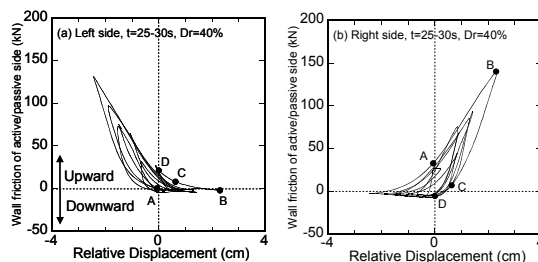 Wall friction of active/passive side (kN)
200
150
100
50
0
-50
(a) Left side, t=25-30s, Dr=40%
Upward
Downward
D
C
A
B
-4
0
4
Relative Displacement (cm)
Wall friction of active/passive side (kN)
200
150
100
50
0
-50
(b) Right side, t=25-30s, Dr=40%
B
A
C
D
-4
0
4
Relative Displacement (cm)